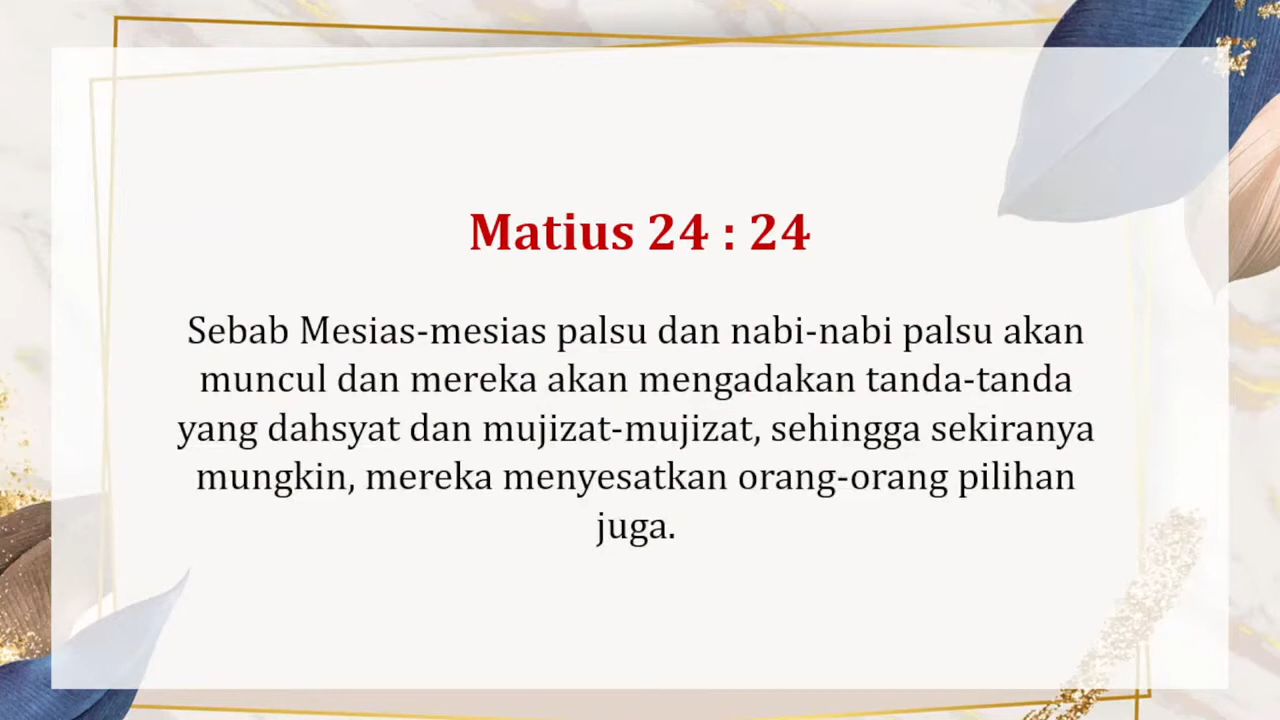 Matius 24 : 24
Sebab Mesias-mesias palsu dan nabi-nabi palsu akan
muncul dan mereka akan mengadakan tanda-tanda
yang dahsyat dan mujizat-mujizat, sehingga sekiranya
mungkin, mereka menyesatkan orang-orang pilihan
juga.